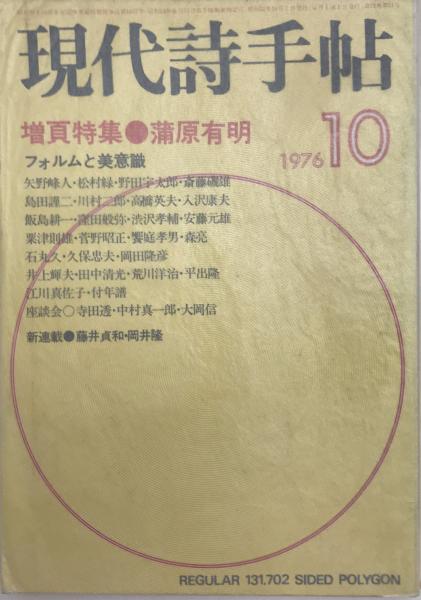 現代詩手帖
増頁特集●蒲原有明
1976 10
フォルムと美意識
矢野峰人・松村緑・野田宇太郎・斎藤磯雄
島田謹二・川村二郎・高橋英夫・入沢康夫
飯島耕一・窪田般弥・渋沢孝輔・安藤元雄
粟津則雄・菅野昭正・饗庭孝男・森亮
石丸久・久保忠夫・岡田隆彦
井上輝夫・田中清光・荒川洋治・平出隆
江川真佐子・付年譜
座談会○寺田透・中村真一郎・大岡信
新連載●藤井貞和・岡井隆
REGULAR 131.702 SIDED POLYGON